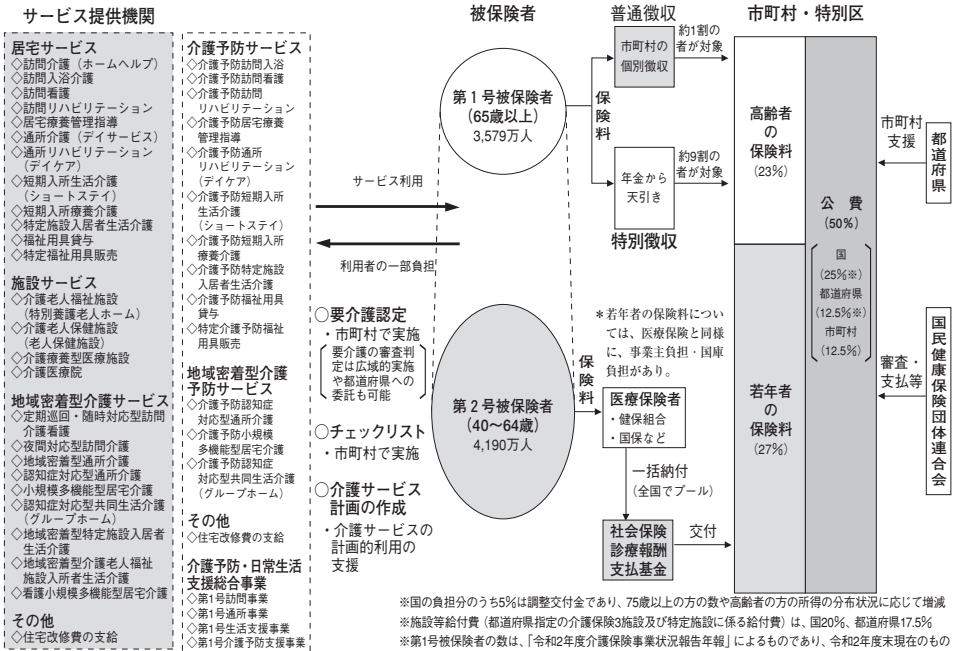 サービス提供機関
居宅サービス
◇訪問介護（ホームヘルプ）
◇訪問入浴介護
◇訪問看護
◇訪問リハビリテーション
◇居宅療養管理指導
◇通所介護（デイサービス）
◇通所リハビリテーション
（デイケア）
◇短期入所生活介護
（ショートステイ）
◇短期入所療養介護
◇特定施設入居者生活介護
◇福祉用具貸与
◇特定福祉用具販売
施設サービス
◇介護老人福祉施設
（特別養護老人ホーム）
◇介護老人保健施設
（老人保健施設）
◇介護療養型医療施設
◇介護医療院
地域密着型介護サービス
◇定期巡回・随時対応型訪問
介護看護
◇夜間対応型訪問介護
◇地域密着型通所介護
◇認知症対応型通所介護
◇小規模多機能型居宅介護
◇認知症対応型共同生活介護
（グループホーム）
◇地域密着型特定施設入居者
生活介護
◇地域密着型介護老人福祉
施設入所者生活介護
◇看護小規模多機能型居宅介護
その他
◇住宅改修費の支給
介護予防サービス
◇介護予防訪問入浴
◇介護予防訪問看護
◇介護予防訪問
リハビリテーション
◇介護予防居宅療養
管理指導
◇介護予防通所
リハビリテーション
（デイケア）
◇介護予防短期入所
生活介護
（ショートステイ）
◇介護予防短期入所
療養介護
◇介護予防特定施設
入居者生活介護
◇介護予防福祉用具
貸与
◇特定介護予防福祉
用具販売
地域密着型介護
予防サービス
◇介護予防認知症
対応型通所介護
◇介護予防小規模
多機能型居宅介護
◇介護予防認知症
対応型共同生活介護
（グループホーム）
その他
◇住宅改修費の支給
介護予防・日常生活
支援総合事業
◇第1号訪問事業
◇第1号通所事業
◇第1号生活支援事業
◇第1号介護予防支援事業
サービス利用
利用者の一部負担
○要介護認定
・市町村で実施
要介護の審査判
定は広域的実施
や都道府県への
委託も可能
○チェックリスト
・市町村で実施
○介護サービス
計画の作成
・介護サービスの
計画的利用の
支援
被保険者
第1号被保険者
（65歳以上）
3,579万人
第2号被保険者
（40～64歳）
4,190万人
保険料
保険料
普通徴収
市町村の
個別徴収
約1割の
者が対象
年金から
天引き
約9割の
者が対象
特別徴収
＊若年者の保険料につい
ては、医療保険と同様
に、事業主負担・国庫
負担があり。
医療保険者
・健保組合
・国保など
一括納付
（全国でプール）
社会保険
診療報酬
支払基金
交付
市町村・特別区
高齢者
の
保険料
（23%）
若年者
の
保険料
（27%）
公 費
（50%）
国
（25%※）
都道府県
（12.5%※）
市町村
（12.5%）
市町村
支援
都道府県
審査・
支払等
国民健康保険団体連合会
※国の負担分のうち5％は調整交付金であり、75歳以上の方の数や高齢者の方の所得の分布状況に応じて増減
※施設等給付費（都道府県指定の介護保険3施設及び特定施設に係る給付費）は、国20％、都道府県17.5％
※第1号被保険者の数は、「令和2年度介護保険事業状況報告年報」によるものであり、令和2年度末現在のもの